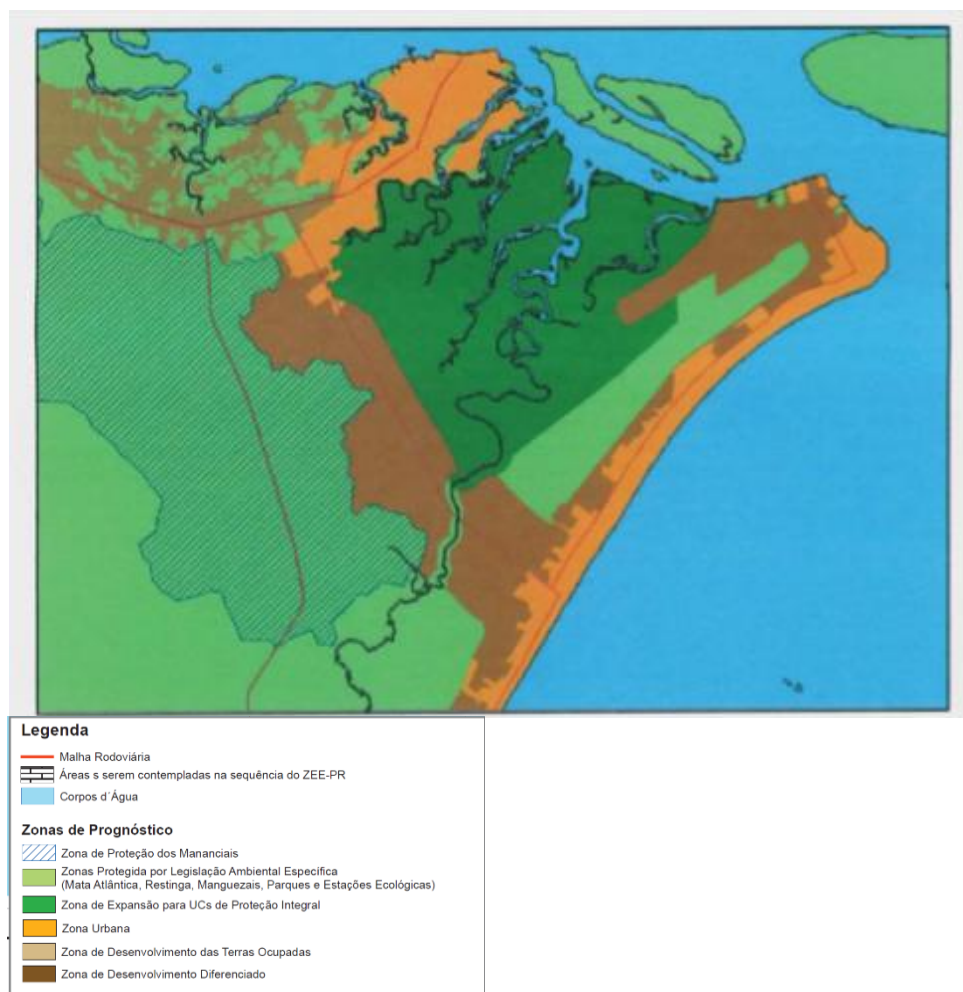 Legenda
Malha Rodoviária
Áreas s serem contempladas na sequência do ZEE-PR
Corpos d´Água
Zonas de Prognóstico
Zona de Proteção dos Mananciais
Zonas Protegida por Legislação Ambiental Específica
(Mata Atlântica, Restinga, Manguezais, Parques e Estações Ecológicas)
Zona de Expansão para UCs de Proteção Integral
Zona Urbana
Zona de Desenvolvimento das Terras Ocupadas
Zona de Desenvolvimento Diferenciado